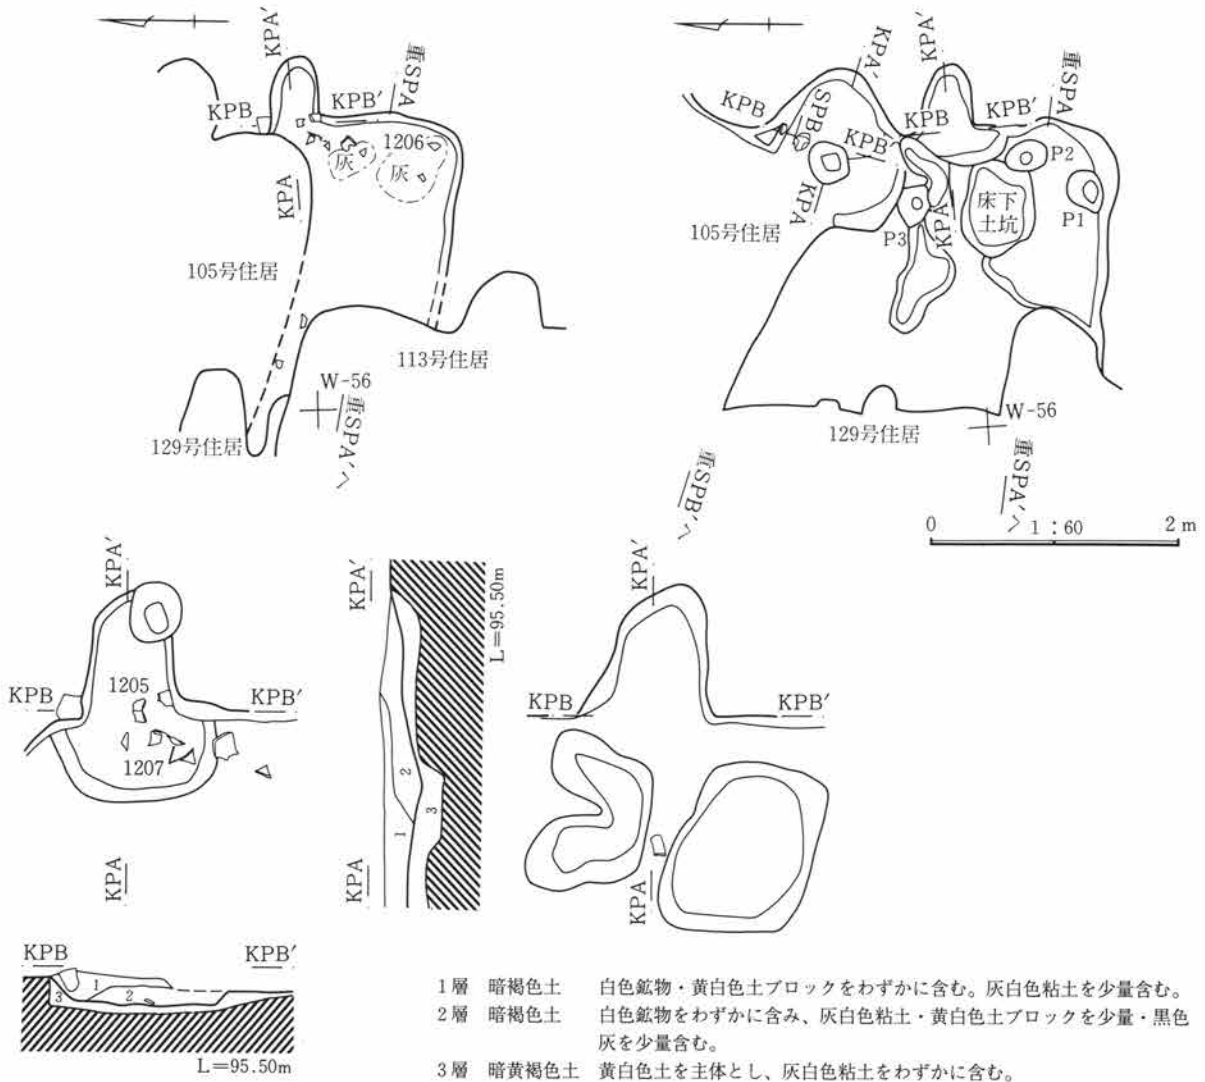 KPA'
重SPA
KPB
KPB'
1206
灰
灰
KPA
105号住居
113号住居
W-56
重SPA'へ
129号住居
KPA'
KPA'
重SPA
KPB
SPB
KPB'
KPB
KPB'
P2
P1
KPA
床下
土坑
KPA
P3
105号住居
W-56
129号住居
重SPB'へ
重SPA'へ
0 1:60 2m
KPA'
KPB
1205
KPB'
1207
KPA
KPA'
L=95.50m
2
1
3
KPA
KPA'
KPB
KPB'
KPA
KPB
KPB'
1
2
3
L=95.50m
1層 暗褐色土 白色鉱物・黄白色土ブロックをわずかに含む。灰白色粘土を少量含む。
2層 暗褐色土 白色鉱物をわずかに含み、灰白色粘土・黄白色土ブロックを少量・黒色
灰を少量含む。
3層 暗黄褐色土 黄白色土を主体とし、灰白色粘土をわずかに含む。